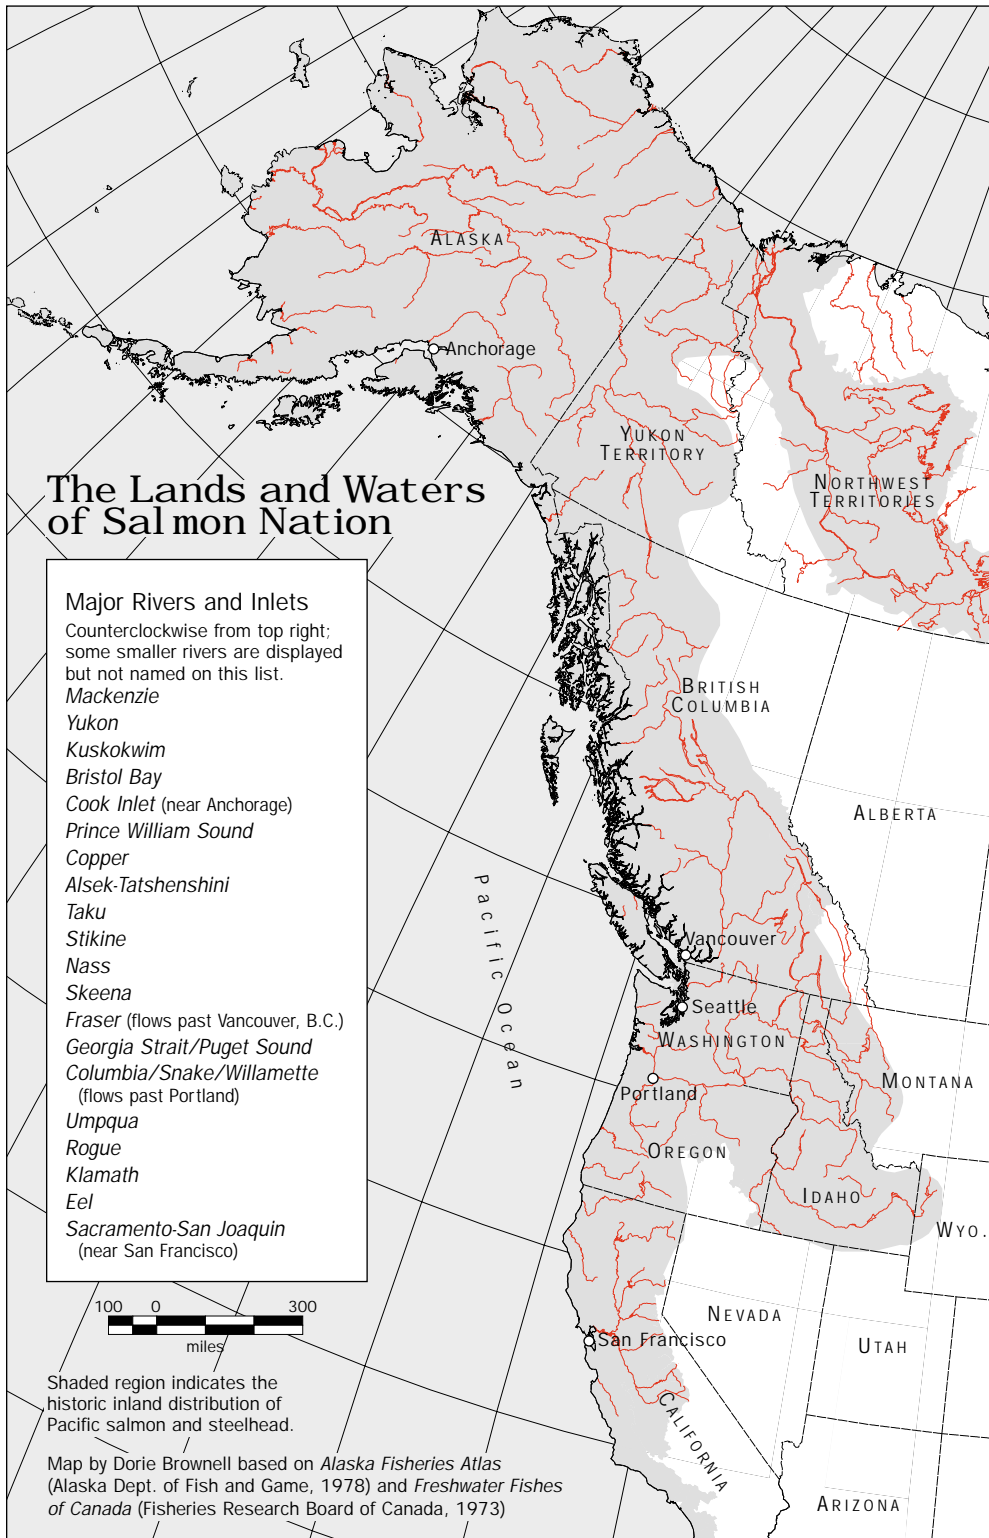 ALASKA
Anchorage
YUKON
TERRITORY
NORTHWEST
TERRITORIES
The Lands and Waters
of Salmon Nation
Major Rivers and Inlets
Counterclockwise from top right;
some smaller rivers are displayed
but not named on this list.
Mackenzie
Yukon
Kuskokwim
Bristol Bay
Cook Inlet (near Anchorage)
Prince William Sound
Copper
Alsek-Tatshenshini
Taku
Stikine
Nass
Skeena
Fraser (flows past Vancouver, B.C.)
Georgia Strait/Puget Sound
Columbia/Snake/Willamette
(flows past Portland)
Umpqua
Rogue
Klamath
Eel
Sacramento-San Joaquin
(near San Francisco)
BRITISH
COLUMBIA
ALBERTA
Pacific Ocean
Vancouver
Seattle
WASHINGTON
MONTANA
Portland
OREGON
IDAHO
WYO.
NEVADA
San Francisco
UTAH
CALIFORNIA
ARIZONA
100 0 300
miles
Shaded region indicates the
historic inland distribution of
Pacific salmon and steelhead.
Map by Dorie Brownell based on Alaska Fisheries Atlas
(Alaska Dept. of Fish and Game, 1978) and Freshwater Fishes
of Canada (Fisheries Research Board of Canada, 1973)